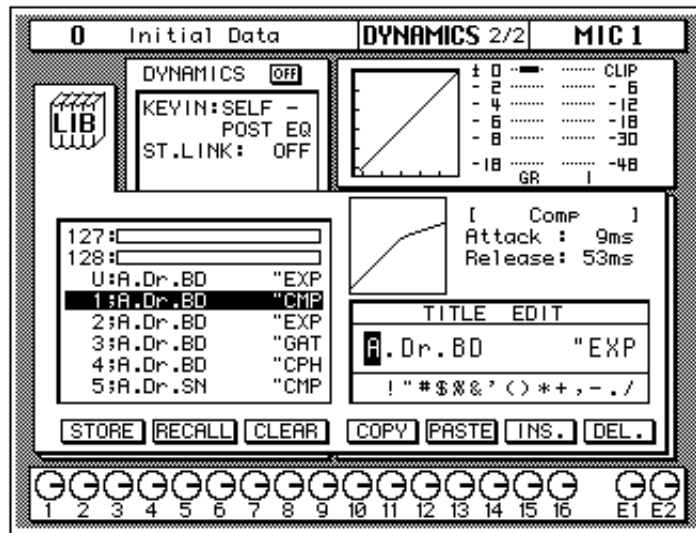 0 Initial Data DYNAMICS 2/2 MIC 1
DYNAMICS OFF
LIB
KEYIN:SELF -
POST EQ
ST.LINK: OFF
± 0 CLIP
- 2 - 6
- 4 -12
- 6 -18
- 8 -30
-18 -48
GR I
127:
128:
U:A.Dr.BD "EXP
1;A.Dr.BD "CMP
2;A.Dr.BD "EXP
3;A.Dr.BD "GAT
4;A.Dr.BD "CPH
5;A.Dr.SN "CMP
[ Comp ]
Attack : 9ms
Release: 53ms
TITLE EDIT
A.Dr.BD "EXP
!"#$%&'()*+,-./
STORE RECALL CLEAR COPY PASTE INS. DEL.
1 2 3 4 5 6 7 8 9 10 11 12 13 14 15 16 E1 E2